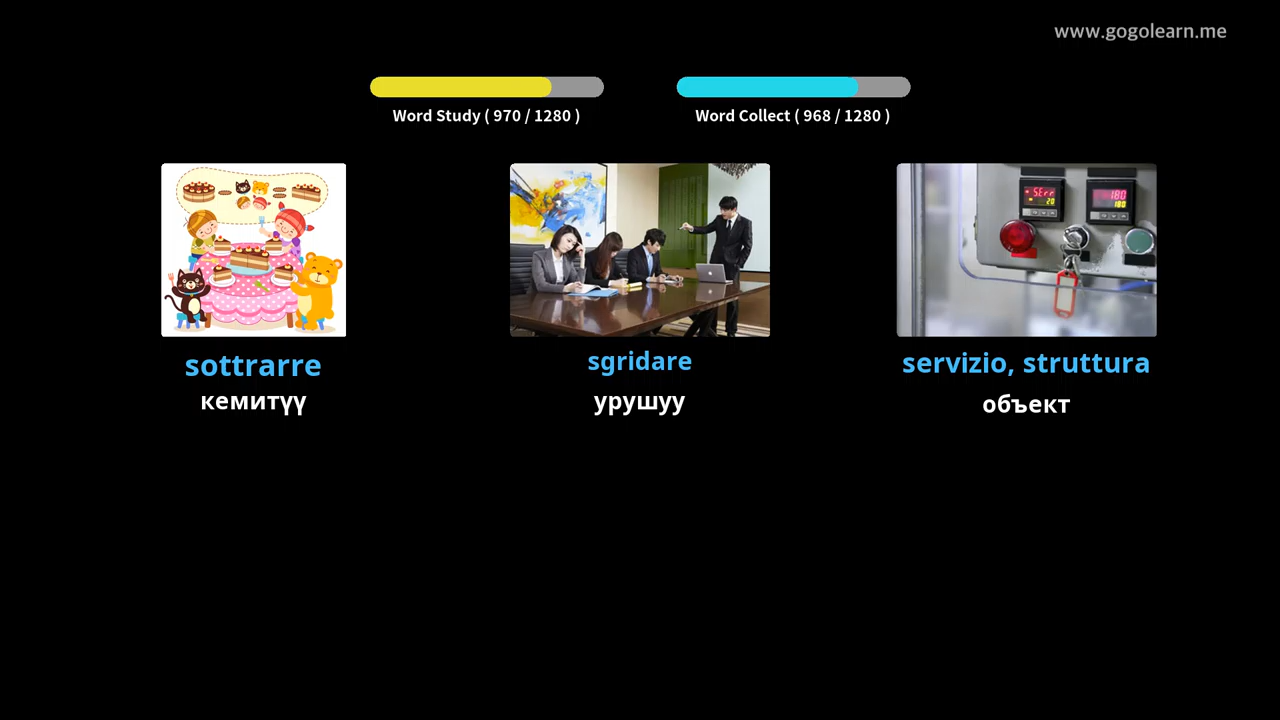 www.gogolearn.me
Word Study ( 970 / 1280 )
Word Collect ( 968 / 1280 )
sottrarre
кемитүү
sgridare
урушуу
servizio, struttura
объект